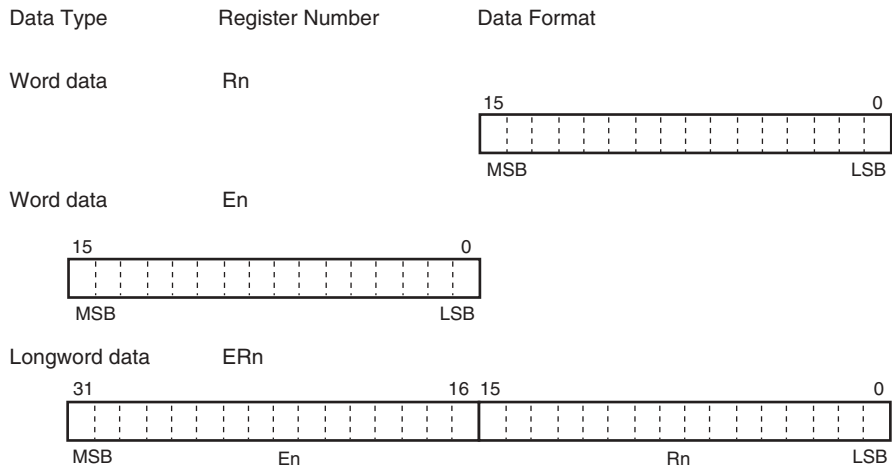 Data Type Register Number Data Format
Word data Rn
15 0
MSB LSB
Word data En
15 0
MSB LSB
Longword data ERn
31 16 15 0
MSB En Rn LSB